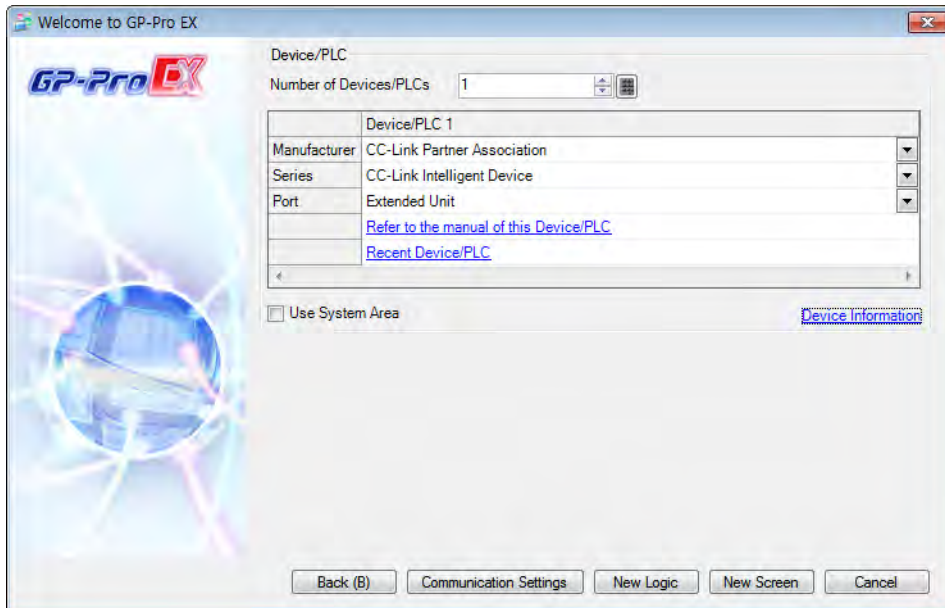 Welcome to GP-Pro EX
GP-Pro EX
Device/PLC
Number of Devices/PLCs 1
Device/PLC 1
Manufacturer CC-Link Partner Association
Series CC-Link Intelligent Device
Port Extended Unit
Refer to the manual of this Device/PLC
Recent Device/PLC
Use System Area Device Information
Back (B) Communication Settings New Logic New Screen Cancel